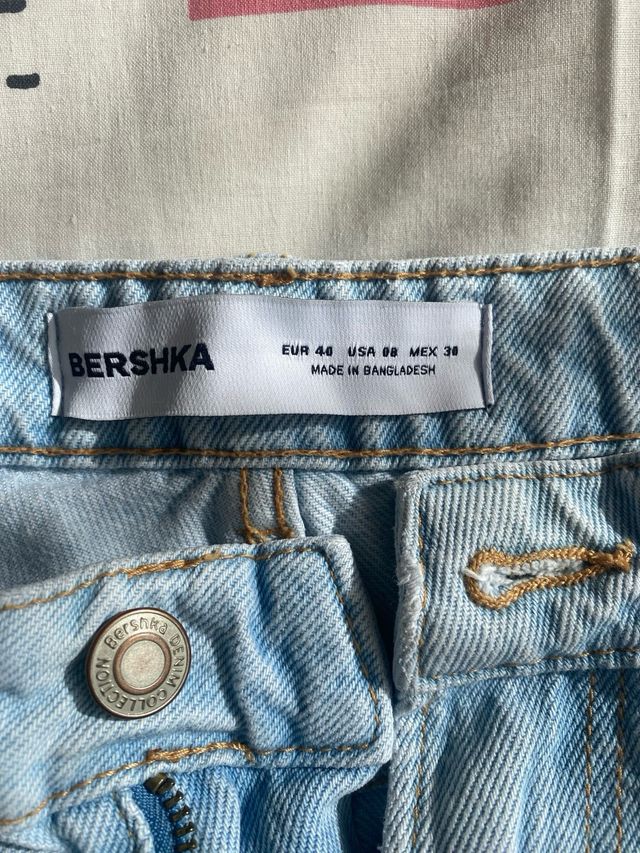 BERSHKA
EUR 40 USA 08 MEX 30
MADE IN BANGLADESH
Bershka DENIM COLLECTION